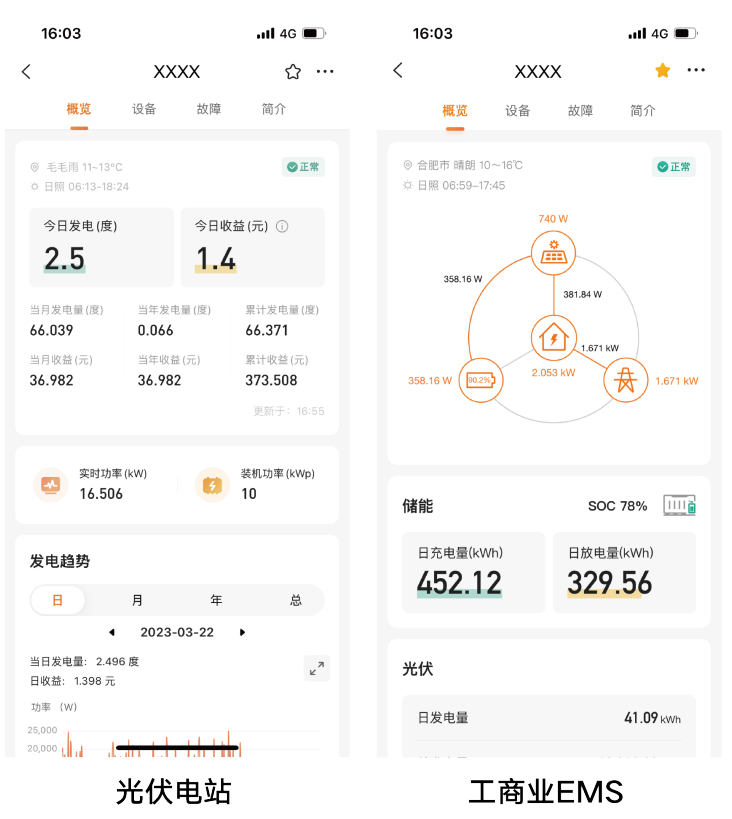 16:03
4G
XXXX
概览 设备 故障 简介
毛毛雨 11~13°C
正常
日照 06:13-18:24
今日发电(度) 今日收益(元)
2.5 1.4
当月发电量(度) 当年发电量(度) 累计发电量(度)
66.039 0.066 66.371
当月收益(元) 当年收益(元) 累计收益(元)
36.982 36.982 373.508
更新于: 16:55
实时功率(kW) 装机功率(kWp)
16.506 10
发电趋势
日 月 年 总
2023-03-22
当日发电量: 2.496 度
日收益: 1.398 元
功率 (W)
25,000
20,000
光伏电站
16:03
4G
XXXX
概览 设备 故障 简介
合肥市 晴朗 10~16℃
正常
日照 06:59–17:45
740 W
358.16 W
381.84 W
1.671 kW
2.053 kW
358.16 W
90.2%
1.671 kW
储能
SOC 78%
日充电量(kWh) 日放电量(kWh)
452.12 329.56
光伏
日发电量 41.09 kWh
工商业EMS